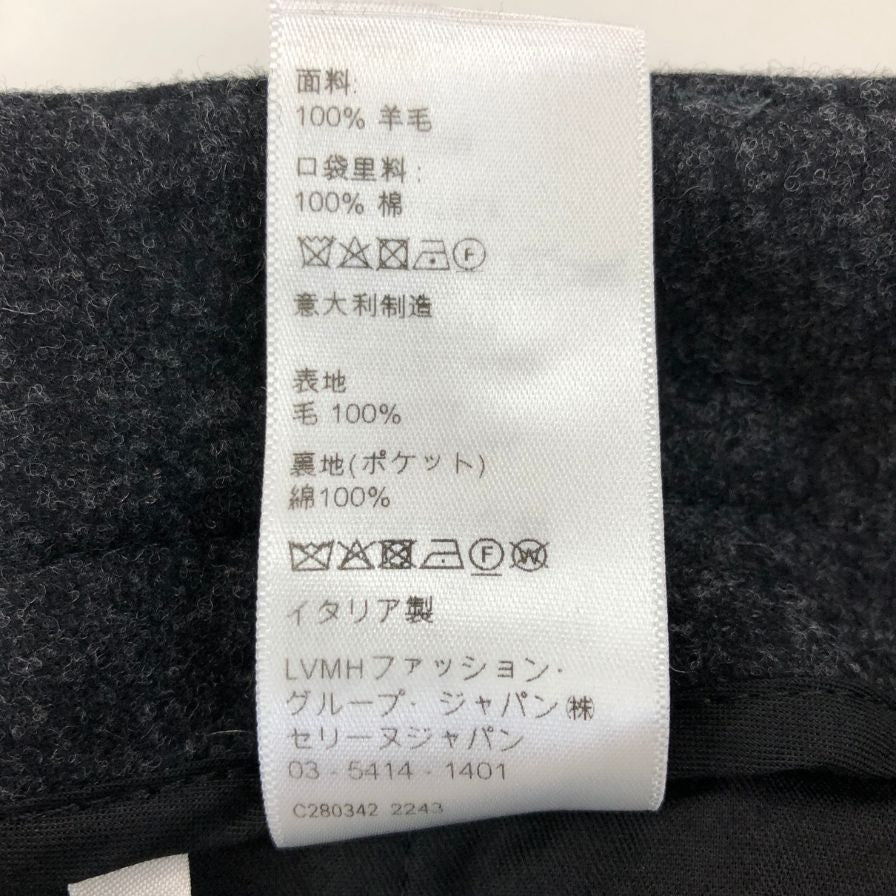 面料:
100% 羊毛
口袋里料:
100% 棉
F
意大利制造
表地
毛 100%
裏地(ポケット)
綿100%
F W
イタリア製
LVMHファッション·
グループ· ジャパン㈱
セリーヌジャパン
03 - 5414 - 1401
C280342 2243